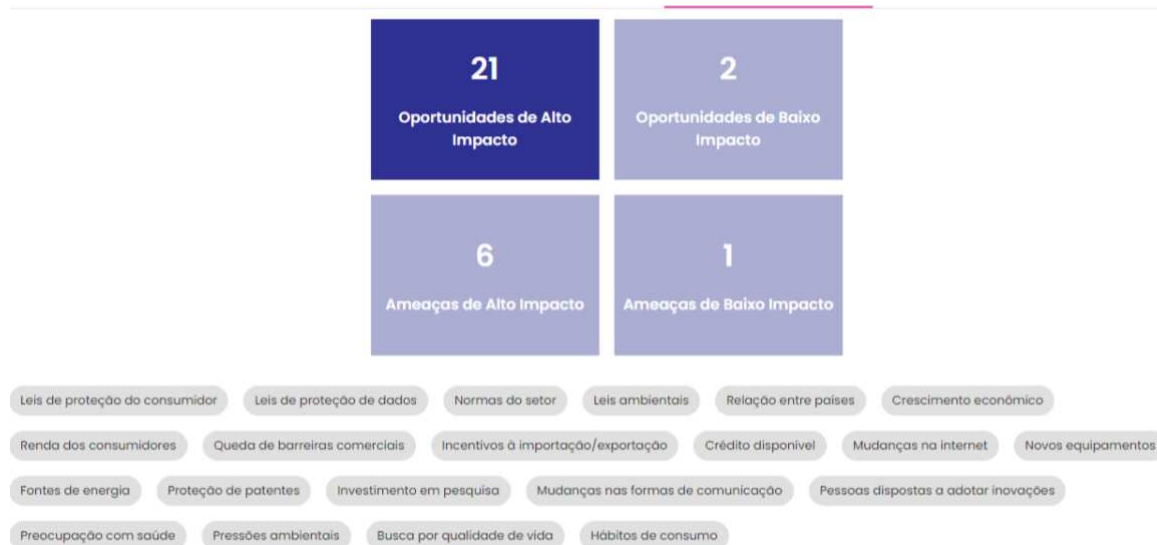 21
Oportunidades de Alto
Impacto
2
Oportunidades de Baixo
Impacto
6
Ameaças de Alto Impacto
1
Ameaças de Baixo Impacto
Leis de proteção do consumidor Leis de proteção de dados Normas do setor Leis ambientais Relação entre países Crescimento econômico
Renda dos consumidores Queda de barreiras comerciais Incentivos à importação/exportação Crédito disponível Mudanças na internet Novos equipamentos
Fontes de energia Proteção de patentes Investimento em pesquisa Mudanças nas formas de comunicação Pessoas dispostas a adotar inovações
Preocupação com saúde Pressões ambientais Busca por qualidade de vida Hábitos de consumo